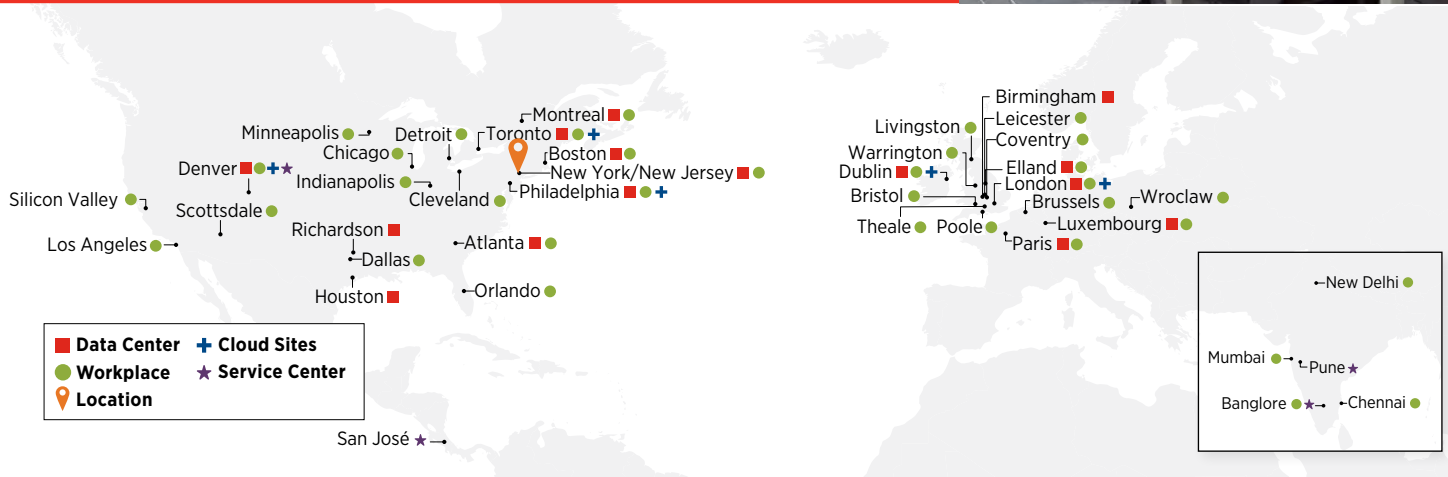 Montreal
Minneapolis
Detroit
Toronto
Chicago
Boston
Denver
New York/New Jersey
Indianapolis
Philadelphia
Silicon Valley
Cleveland
Scottsdale
Richardson
Los Angeles
Atlanta
Dallas
Houston
Orlando
Data Center
Cloud Sites
Workplace
Service Center
Location
San José
Birmingham
Leicester
Livingston
Coventry
Warrington
Elland
Dublin
London
Bristol
Brussels
Wroclaw
Theale
Poole
Luxembourg
Paris
New Delhi
Mumbai
Pune
Banglore
Chennai